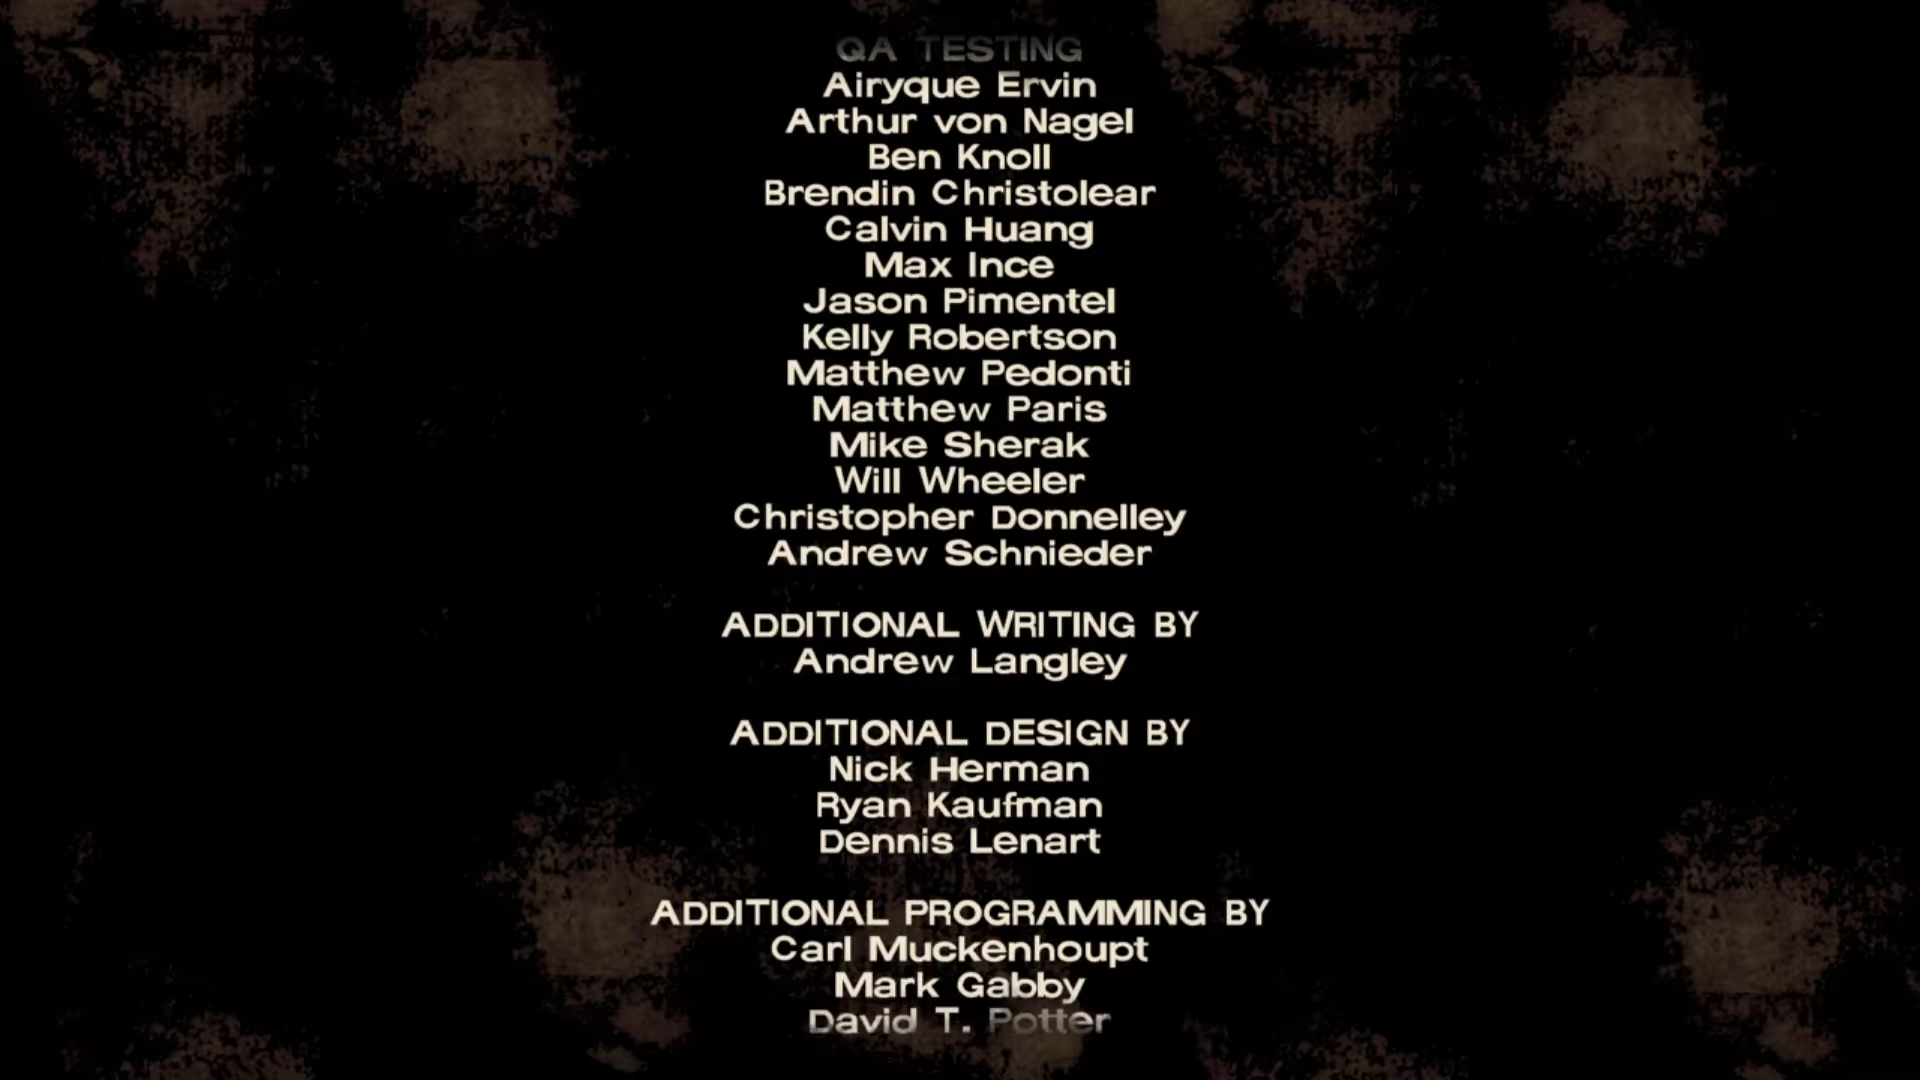 QA TESTING
Airyque Ervin
Arthur von Nagel
Ben Knoll
Brendin Christolear
Calvin Huang
Max Ince
Jason Pimentel
Kelly Robertson
Matthew Pedonti
Matthew Paris
Mike Sherak
Will Wheeler
Christopher Donnelley
Andrew Schnieder
ADDITIONAL WRITING BY
Andrew Langley
ADDITIONAL DESIGN BY
Nick Herman
Ryan Kaufman
Dennis Lenart
ADDITIONAL PROGRAMMING BY
Carl Muckenhoupt
Mark Gabby
David T. Potter